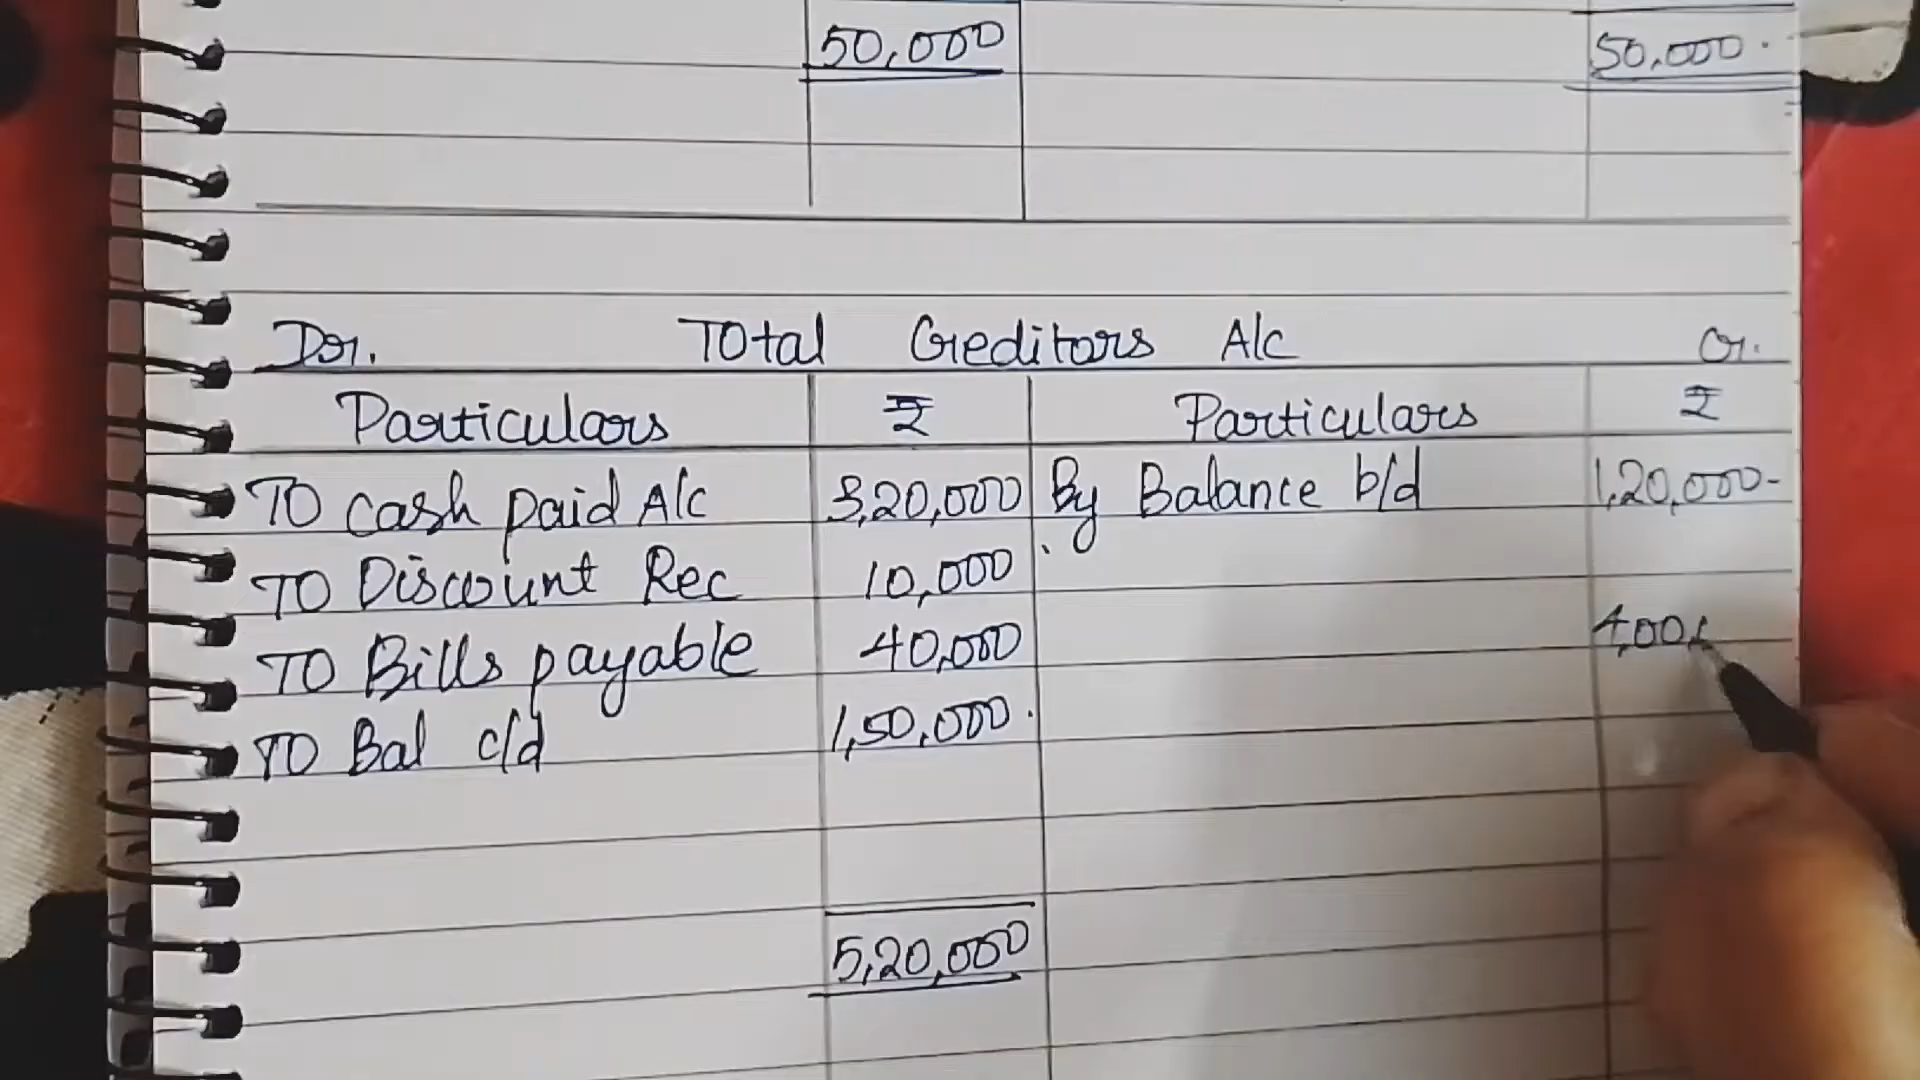 50,000 50,000.
Dr. Total Creditors A/c Cr.
Particulars ₹ Particulars ₹
To Cash paid A/c 3,20,000 By Balance b/d 1,20,000-
To Discount Rec 10,000
To Bills payable 40,000 4,00,
To Bal c/d 1,50,000.
5,20,000